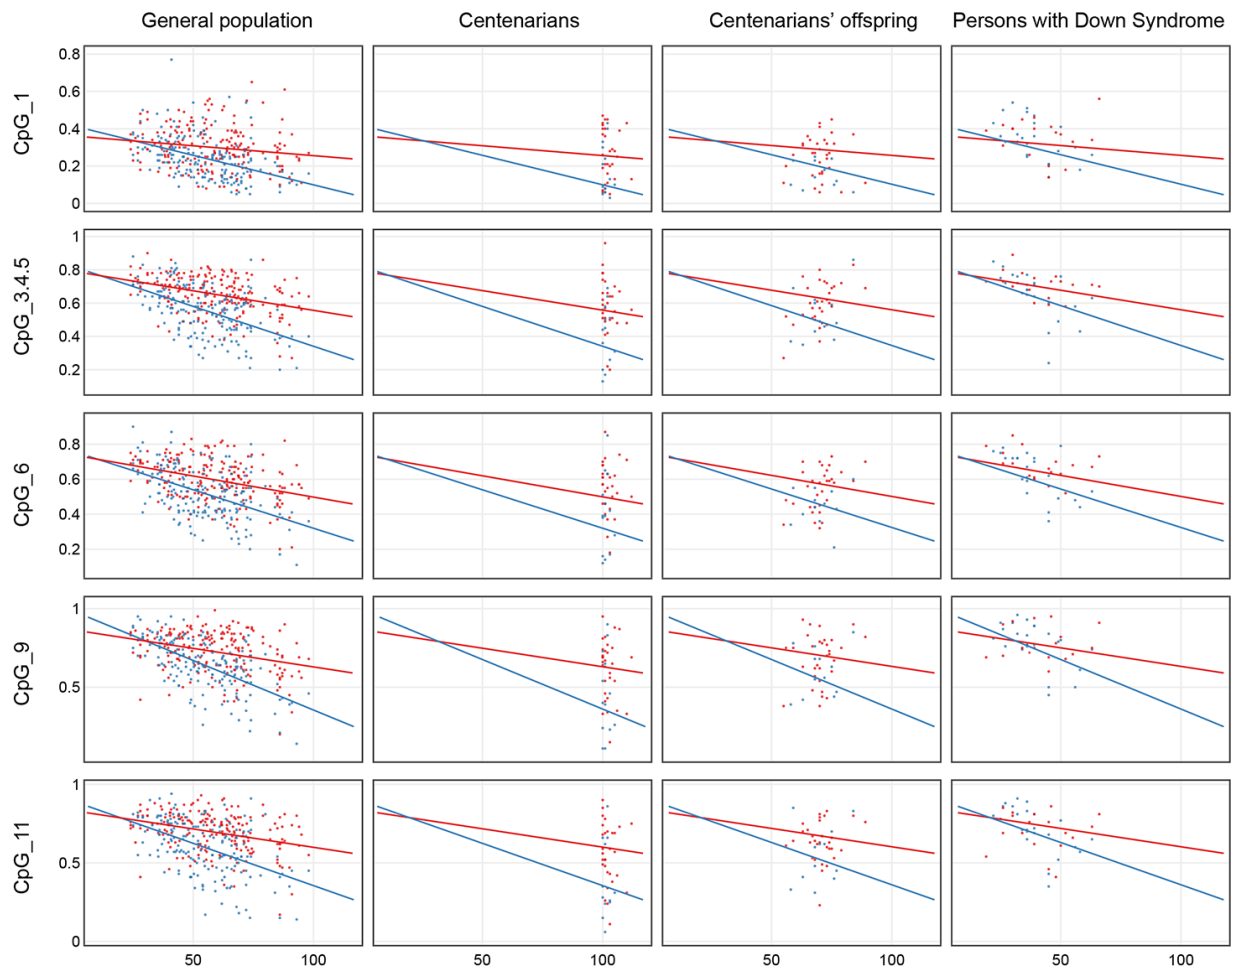 General population Centenarians Centenarians’ offspring Persons with Down Syndrome
CpG_1
0.8
0.6
0.4
0.2
0
CpG_3.4.5
1
0.8
0.6
0.4
0.2
CpG_6
0.8
0.6
0.4
0.2
CpG_9
1
0.5
CpG_11
1
0.5
0
50 100 50 100 50 100 50 100